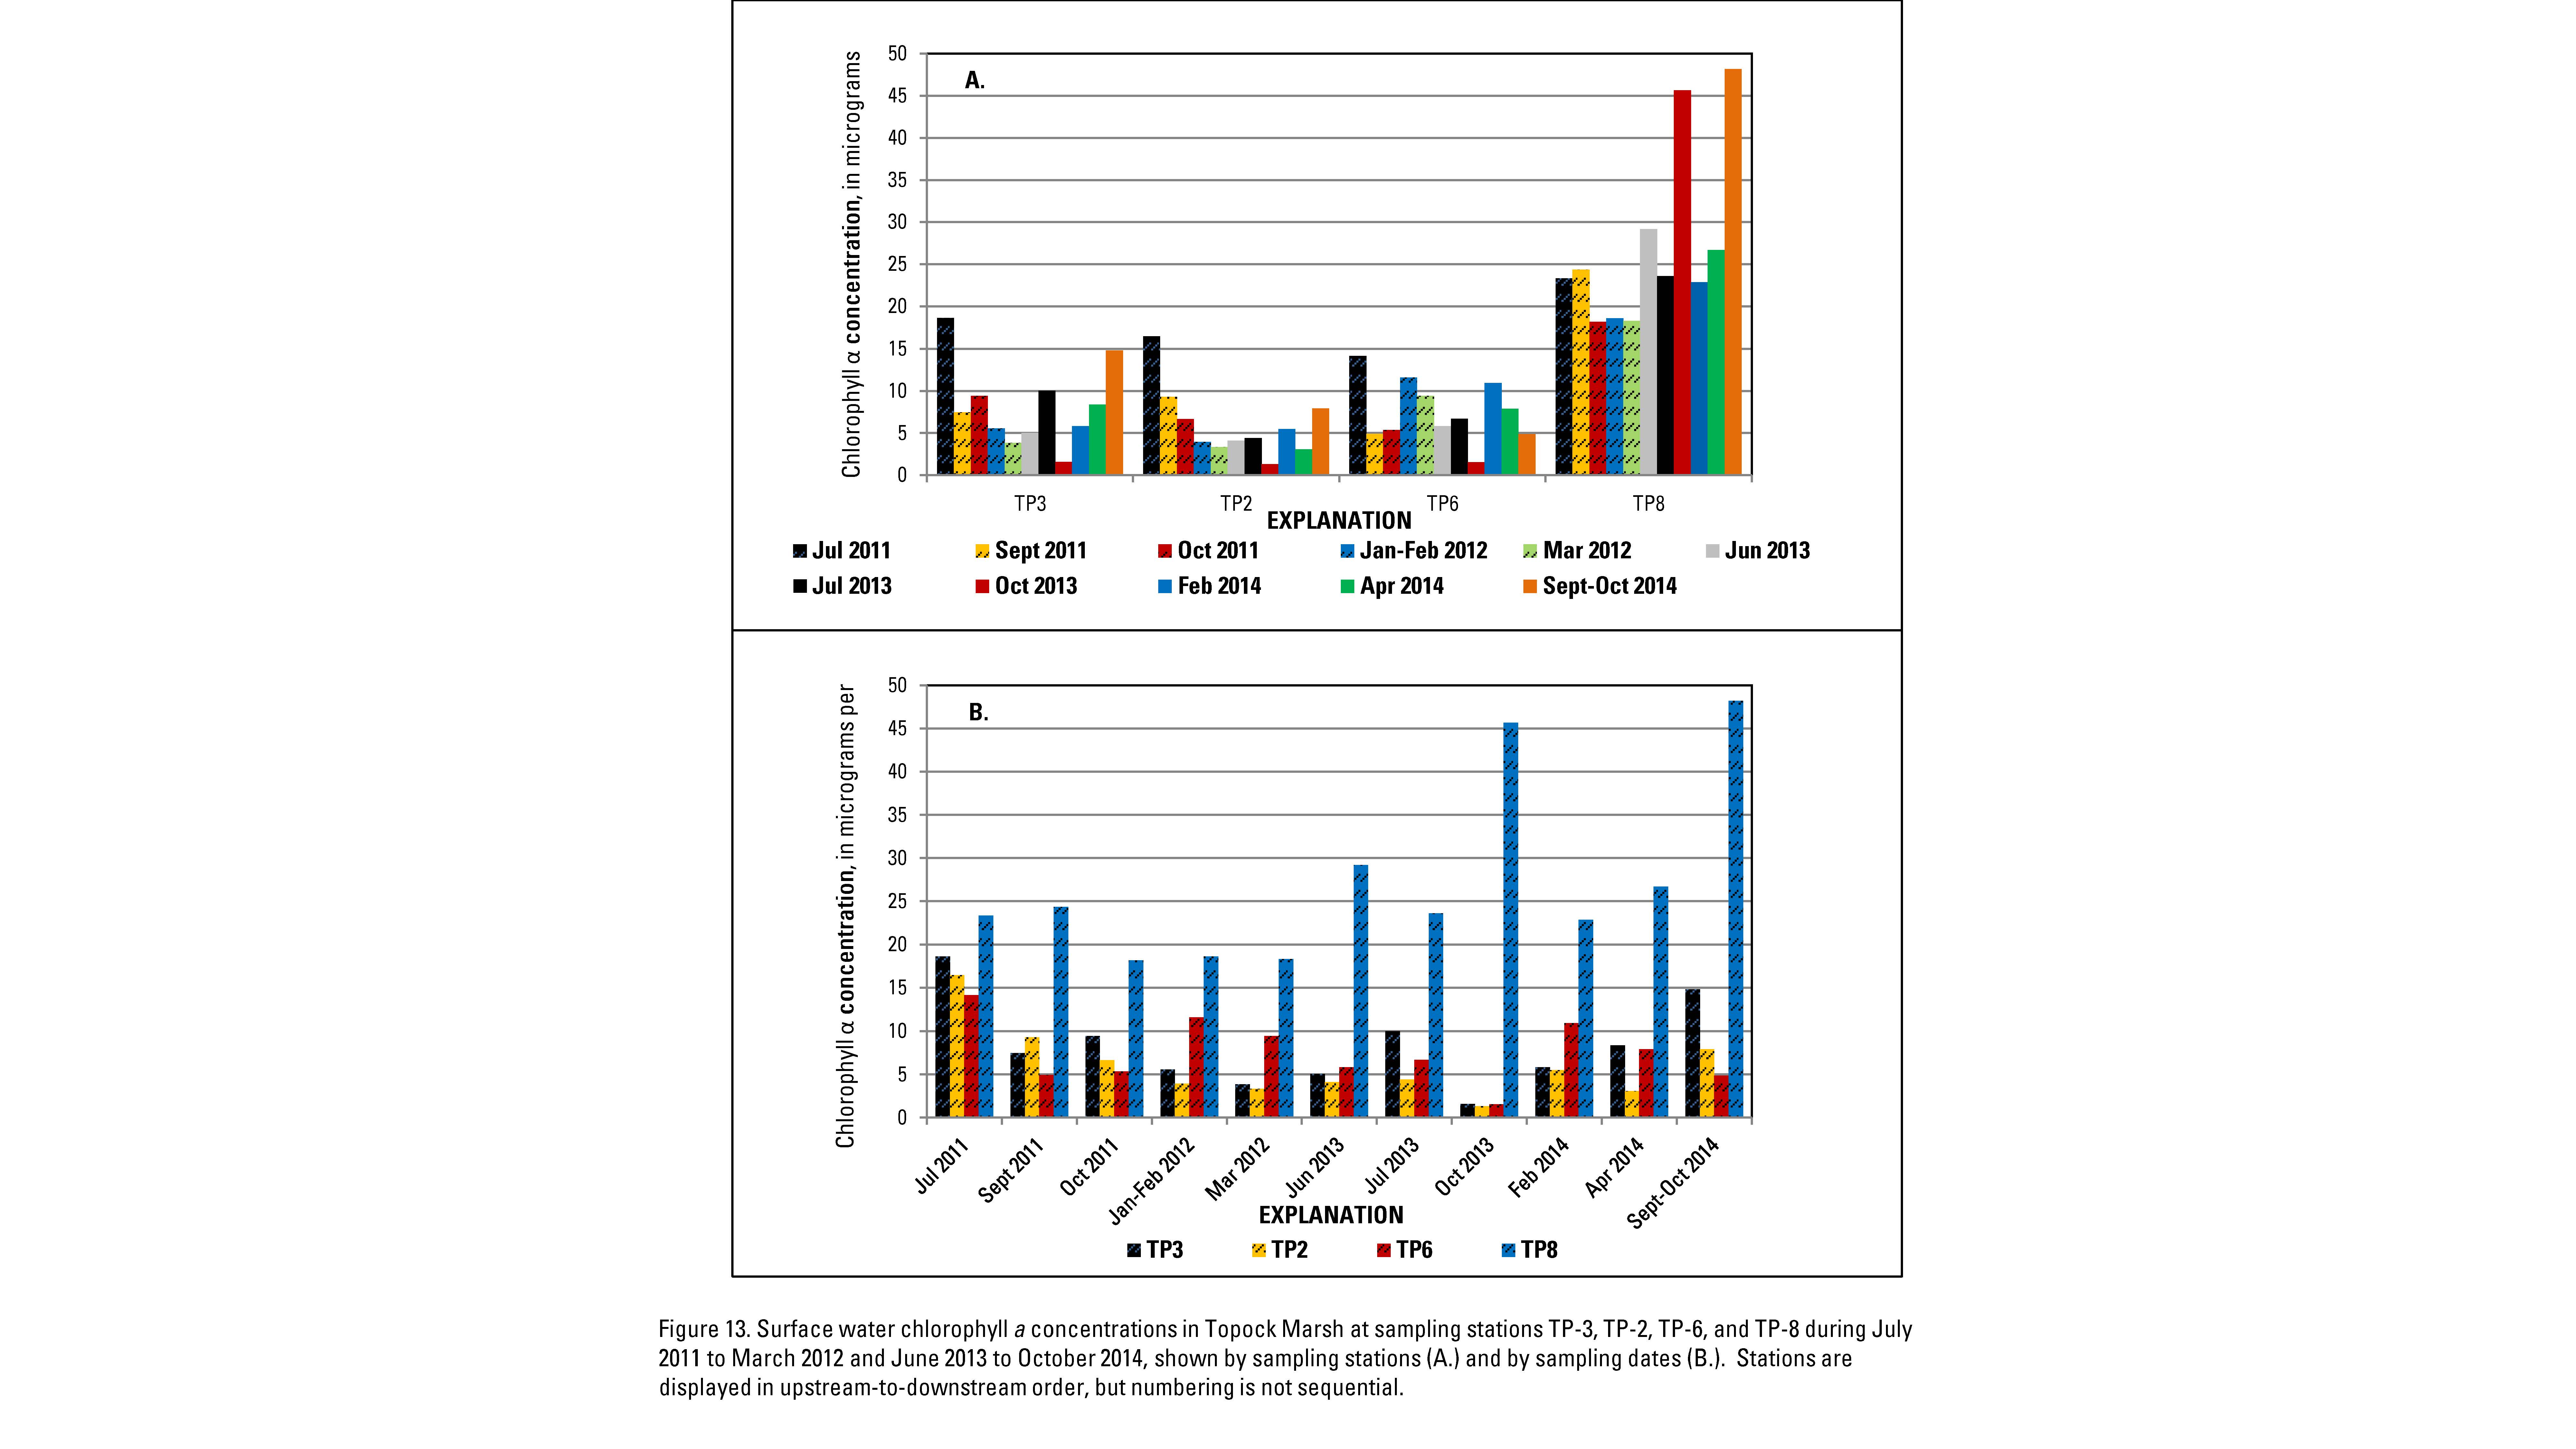 A.
Chlorophyll α concentration, in micrograms
50
45
40
35
30
25
20
15
10
5
0
TP3 TP2 TP6 TP8
EXPLANATION
Jul 2011 Sept 2011 Oct 2011 Jan-Feb 2012 Mar 2012 Jun 2013
Jul 2013 Oct 2013 Feb 2014 Apr 2014 Sept-Oct 2014
B.
Chlorophyll α concentration, in micrograms per
50
45
40
35
30
25
20
15
10
5
0
Jul 2011 Sept 2011 Oct 2011 Jan-Feb 2012 Mar 2012 Jun 2013 Jul 2013 Oct 2013 Feb 2014 Apr 2014 Sept-Oct 2014
EXPLANATION
TP3 TP2 TP6 TP8
Figure 13. Surface water chlorophyll a concentrations in Topock Marsh at sampling stations TP-3, TP-2, TP-6, and TP-8 during July
2011 to March 2012 and June 2013 to October 2014, shown by sampling stations (A.) and by sampling dates (B.). Stations are
displayed in upstream-to-downstream order, but numbering is not sequential.